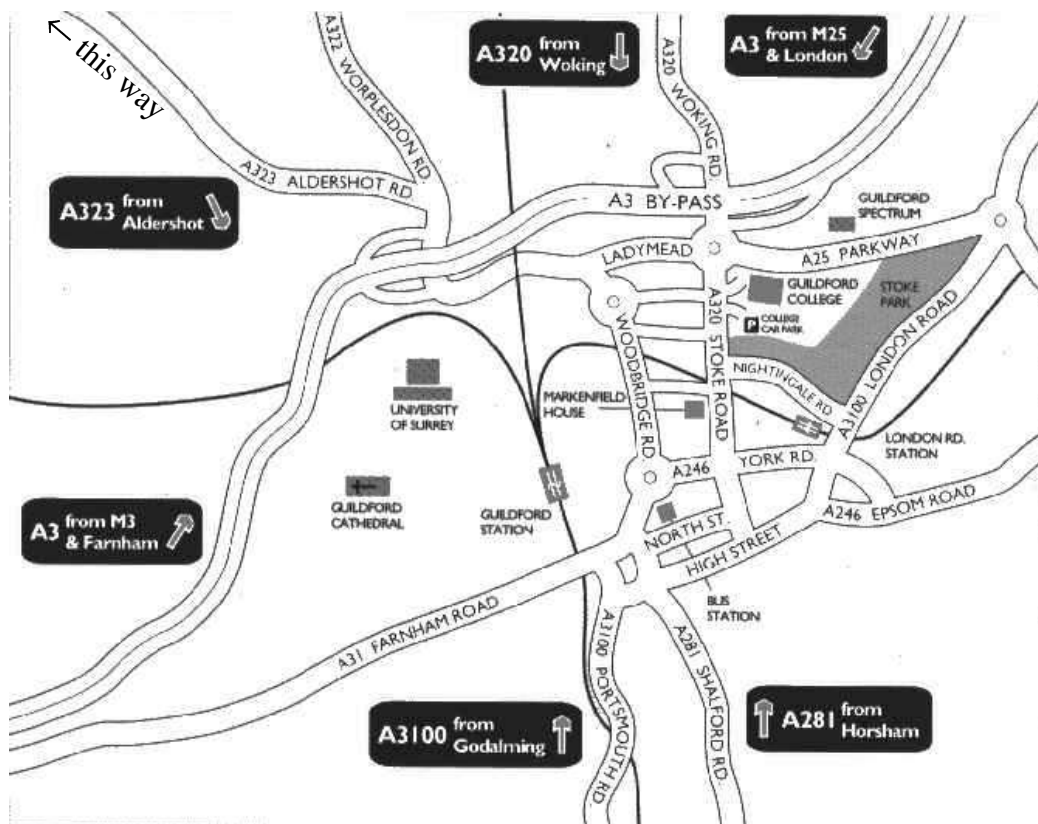 ← this way
A322 WORPLESDON RD.
A320 from
Woking
A320 WOKING RD.
A3 from M25
& London
A323 ALDERSHOT RD.
A323 from
Aldershot
A3 BY-PASS
GUILDFORD
SPECTRUM
LADYMEAD
A25 PARKWAY
GUILDFORD
COLLEGE
STOKE
PARK
P
COLLEGE
CAR PARK
A320 STOKE ROAD
WOODBRIDGE RD
A3100 LONDON ROAD
NIGHTINGALE RD
UNIVERSITY
OF SURREY
MARKENFIELD
HOUSE
LONDON RD.
STATION
A246 YORK RD.
GUILDFORD
CATHEDRAL
GUILDFORD
STATION
A246 EPSOM ROAD
A3 from M3
& Farnham
NORTH ST.
HIGH STREET
BUS
STATION
A31 FARNHAM ROAD
A3100 PORTSMOUTH RD.
A281 SHALFORD RD.
A3100 from
Godalming
A281 from
Horsham